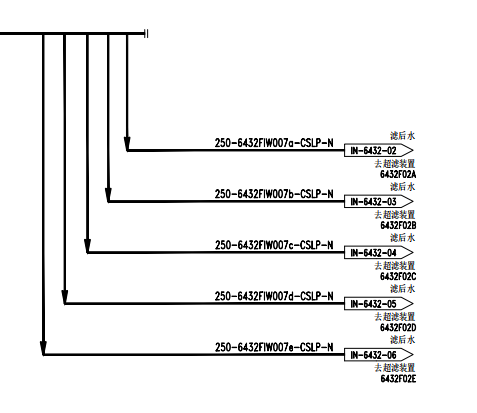 滤后水
250-6432FIW007a-CSLP-N
IN-6432-02
去超滤装置
6432F02A
滤后水
250-6432FIW007b-CSLP-N
IN-6432-03
去超滤装置
6432F02B
滤后水
250-6432FIW007c-CSLP-N
IN-6432-04
去超滤装置
6432F02C
滤后水
250-6432FIW007d-CSLP-N
IN-6432-05
去超滤装置
6432F02D
滤后水
250-6432FIW007e-CSLP-N
IN-6432-06
去超滤装置
6432F02E